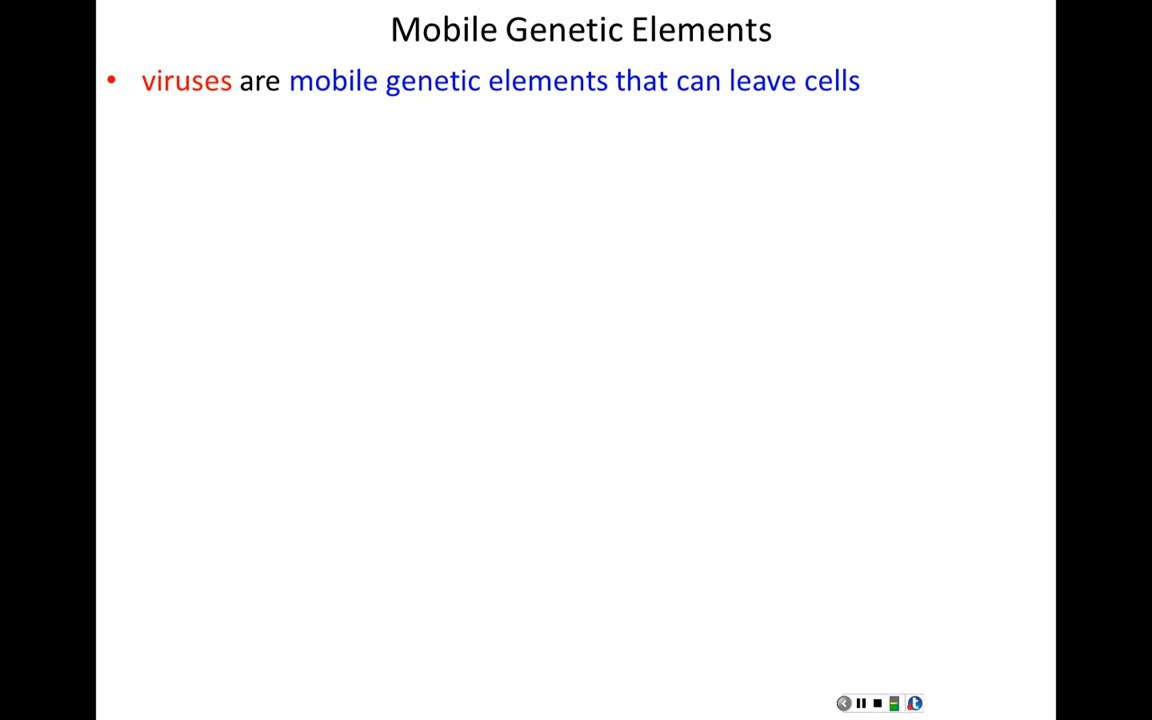 Mobile Genetic Elements
• viruses are mobile genetic elements that can leave cells